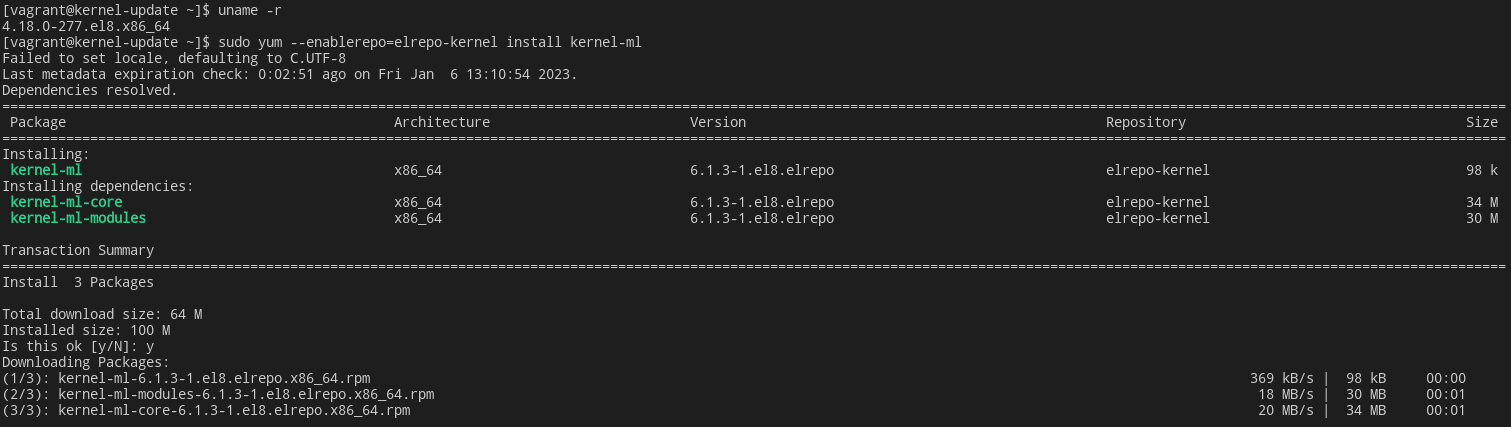 [vagrant@kernel-update ~]$ uname -r
4.18.0-277.el8.x86_64
[vagrant@kernel-update ~]$ sudo yum --enablerepo=elrepo-kernel install kernel-ml
Failed to set locale, defaulting to C.UTF-8
Last metadata expiration check: 0:02:51 ago on Fri Jan  6 13:10:54 2023.
Dependencies resolved.
================================================================================
 Package                    Architecture          Version                    Repository                Size
================================================================================
Installing:
 kernel-ml                  x86_64                6.1.3-1.el8.elrepo         elrepo-kernel             98 k
Installing dependencies:
 kernel-ml-core             x86_64                6.1.3-1.el8.elrepo         elrepo-kernel             34 M
 kernel-ml-modules          x86_64                6.1.3-1.el8.elrepo         elrepo-kernel             30 M
Transaction Summary
================================================================================
Install  3 Packages
Total download size: 64 M
Installed size: 100 M
Is this ok [y/N]: y
Downloading Packages:
(1/3): kernel-ml-6.1.3-1.el8.elrepo.x86_64.rpm                    369 kB/s |  98 kB     00:00
(2/3): kernel-ml-modules-6.1.3-1.el8.elrepo.x86_64.rpm             18 MB/s |  30 MB     00:01
(3/3): kernel-ml-core-6.1.3-1.el8.elrepo.x86_64.rpm                20 MB/s |  34 MB     00:01